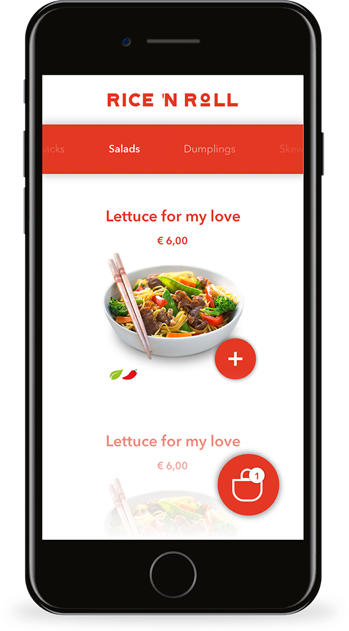 RICE 'N ROLL
acks Salads Dumplings Skew
Lettuce for my love
€ 6,00
Lettuce for my love
€ 6,00
1